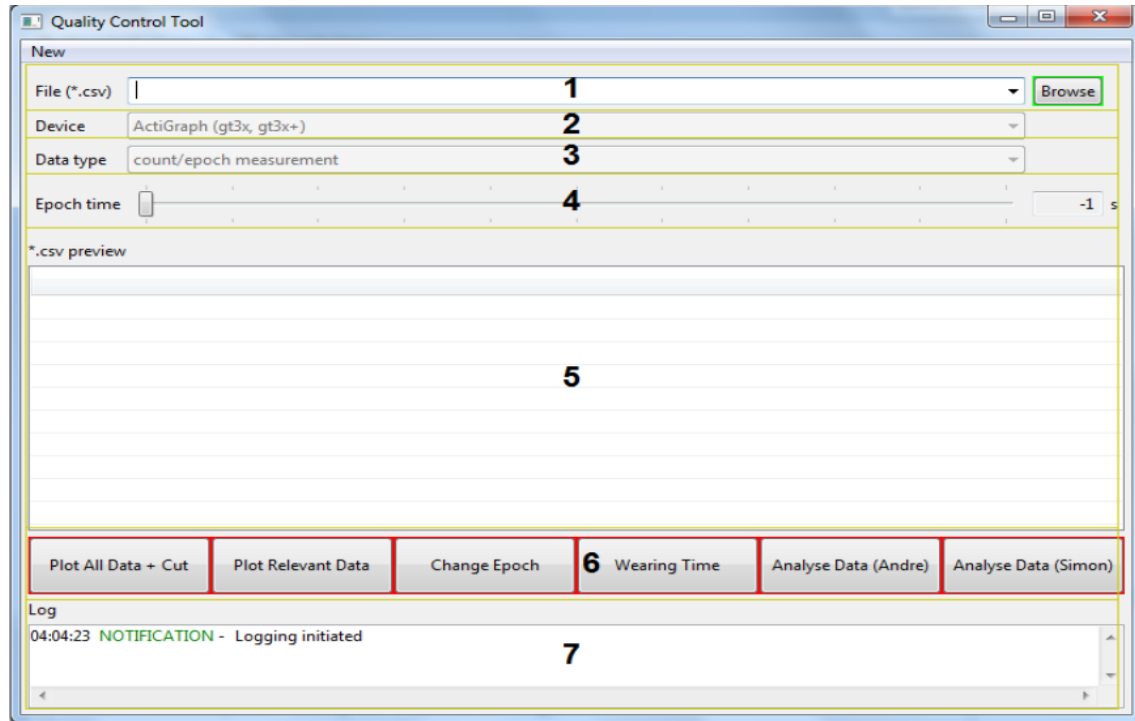 Quality Control Tool
New
File (*.csv) 1 Browse
Device ActiGraph (gt3x, gt3x+) 2
Data type count/epoch measurement 3
Epoch time 4 -1 s
*.csv preview
5
Plot All Data + Cut Plot Relevant Data Change Epoch 6 Wearing Time Analyse Data (Andre) Analyse Data (Simon)
Log
04:04:23 NOTIFICATION - Logging initiated
7